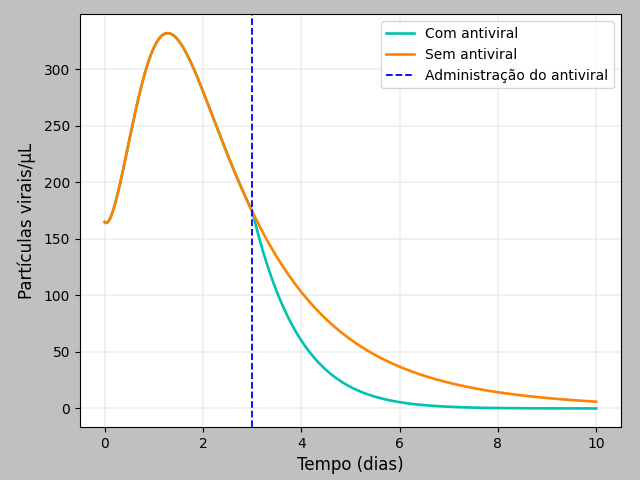 Com antiviral
Sem antiviral
Administração do antiviral
Partículas virais/µL
300
250
200
150
100
50
0
0 2 4 6 8 10
Tempo (dias)